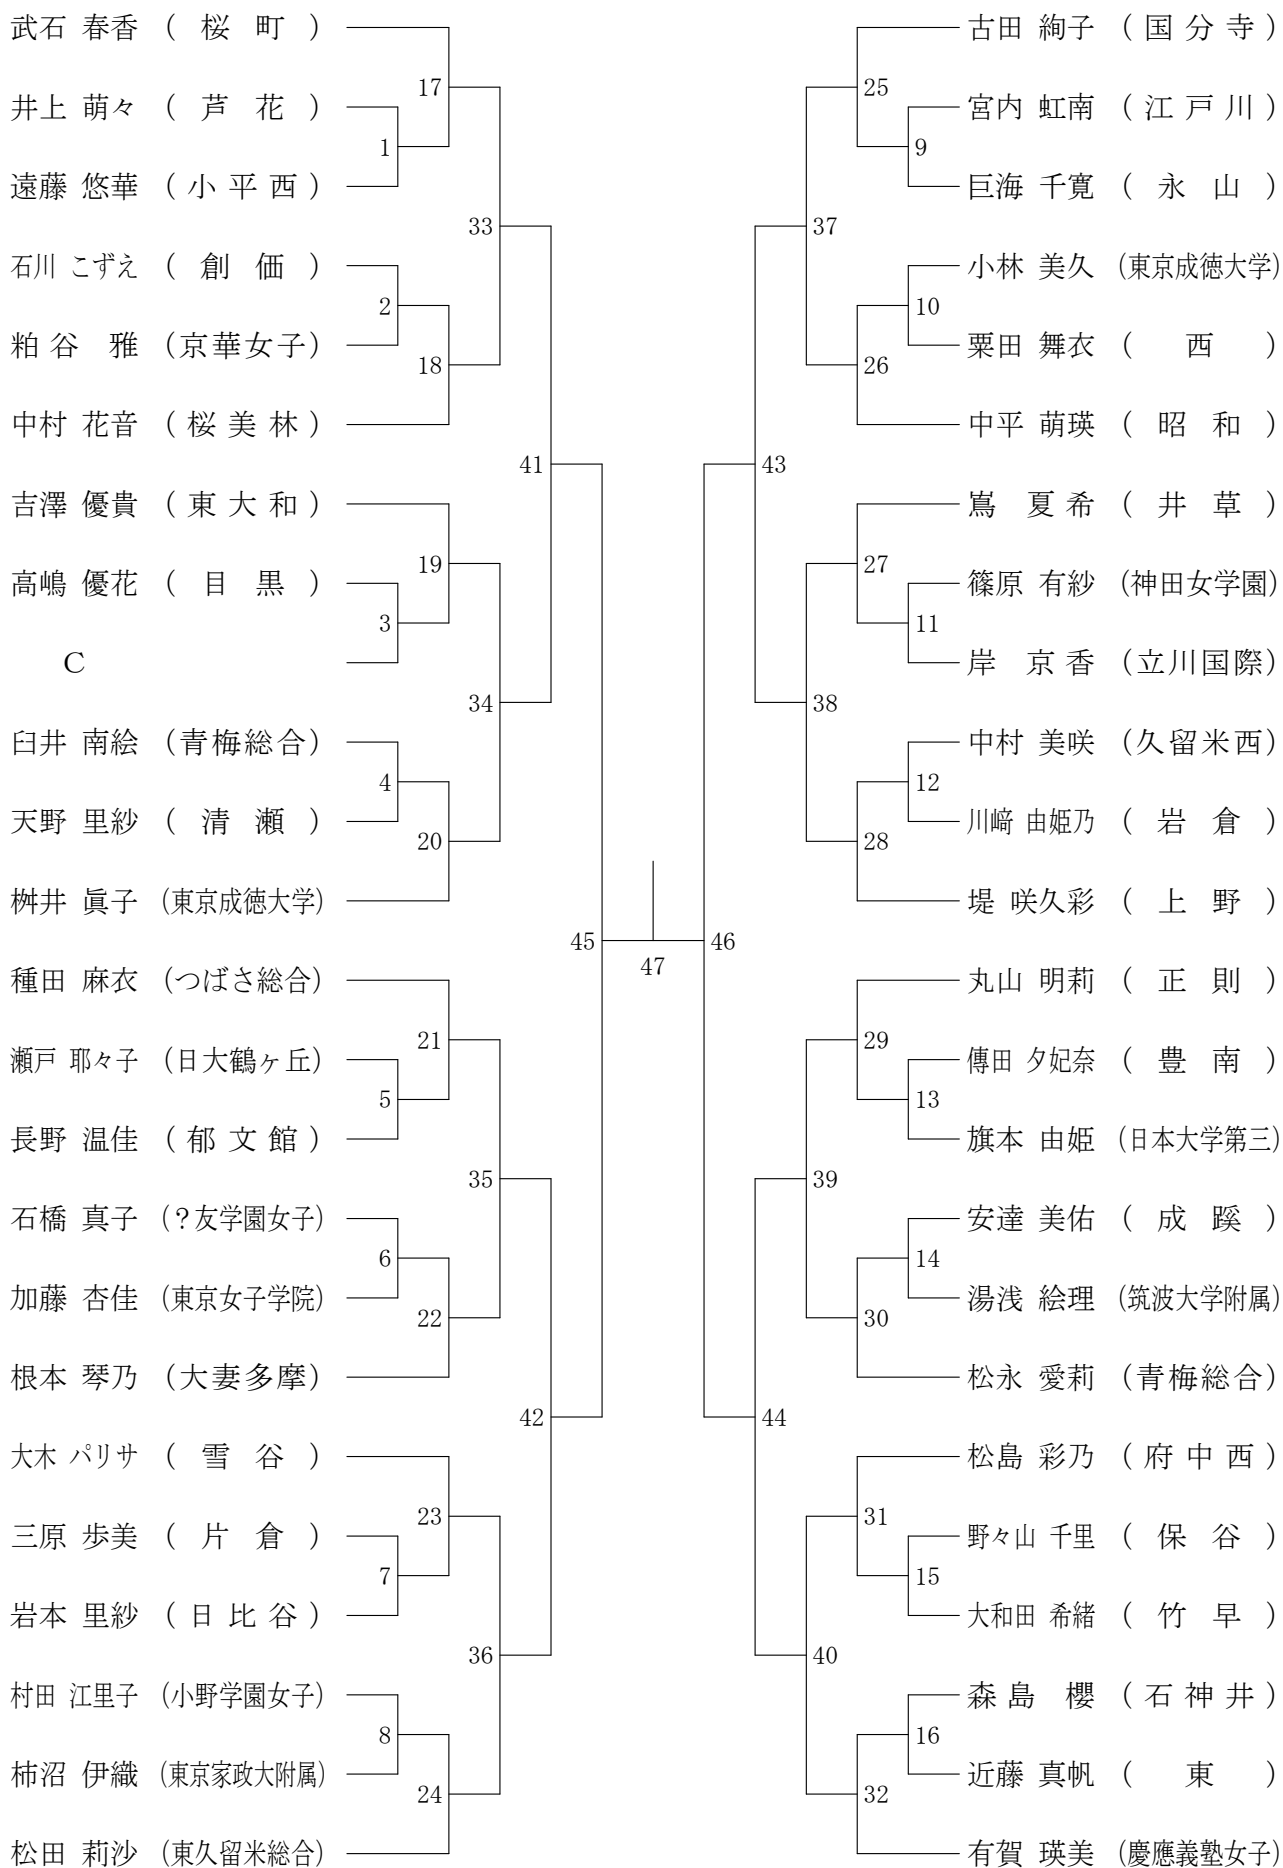 武石 春香 （ 桜 町 ）
17
井上 萌々 （ 芦 花 ）
1
遠藤 悠華 （ 小 平 西 ）
33
石川 こずえ （ 創 価 ）
2
粕 谷 雅 （京華女子）
18
中村 花音 （ 桜 美 林 ）
41
吉澤 優貴 （ 東 大 和 ）
19
高嶋 優花 （ 目 黒 ）
3
C
34
臼井 南絵 （青梅総合）
4
天野 里紗 （ 清 瀬 ）
20
桝井 眞子 （東京成徳大学）
45
種田 麻衣 （つばさ総合）
21
瀬戸 耶々子 （日大鶴ヶ丘）
5
長野 温佳 （ 郁 文 館 ）
35
石橋 真子 （?友学園女子）
6
加藤 杏佳 （東京女子学院）
22
根本 琴乃 （大妻多摩）
42
大木 パリサ （ 雪 谷 ）
23
三原 歩美 （ 片 倉 ）
7
岩本 里紗 （ 日 比 谷 ）
36
村田 江里子 （小野学園女子）
8
柿沼 伊織 （東京家政大附属）
24
松田 莉沙 （東久留米総合）
47
古田 絢子 （ 国 分 寺 ）
25
宮内 虹南 （ 江 戸 川 ）
9
巨海 千寛 （ 永 山 ）
37
小林 美久 （東京成徳大学）
10
粟田 舞衣 （ 西 ）
26
中平 萌瑛 （ 昭 和 ）
43
嶌 夏 希 （ 井 草 ）
27
篠原 有紗 （神田女学園）
11
岸 京 香 （立川国際）
38
中村 美咲 （久留米西）
12
川﨑 由姫乃 （ 岩 倉 ）
28
堤 咲久彩 （ 上 野 ）
46
丸山 明莉 （ 正 則 ）
29
傳田 夕妃奈 （ 豊 南 ）
13
旗本 由姫 （日本大学第三）
39
安達 美佑 （ 成 蹊 ）
14
湯浅 絵理 （筑波大学附属）
30
松永 愛莉 （青梅総合）
44
松島 彩乃 （ 府 中 西 ）
31
野々山 千里 （ 保 谷 ）
15
大和田 希緒 （ 竹 早 ）
40
森 島 櫻 （ 石 神 井 ）
16
近藤 真帆 （ 東 ）
32
有賀 瑛美 （慶應義塾女子）